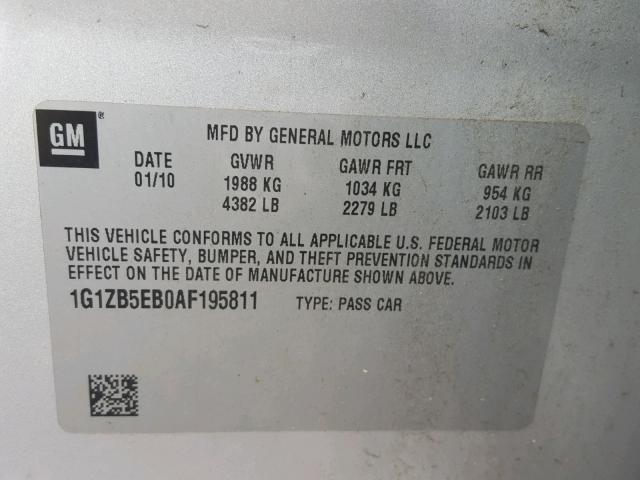 GM ®
MFD BY GENERAL MOTORS LLC
DATE GVWR GAWR FRT GAWR RR
01/10 1988 KG 1034 KG 954 KG
4382 LB 2279 LB 2103 LB
THIS VEHICLE CONFORMS TO ALL APPLICABLE U.S. FEDERAL MOTOR
VEHICLE SAFETY, BUMPER, AND THEFT PREVENTION STANDARDS IN
EFFECT ON THE DATE OF MANUFACTURE SHOWN ABOVE.
1G1ZB5EB0AF195811 TYPE: PASS CAR